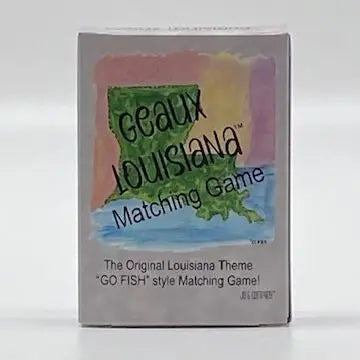 GEAUX
LOUISIANA™
Matching Game
The Original Louisiana Theme
"GO FISH" style Matching Game!